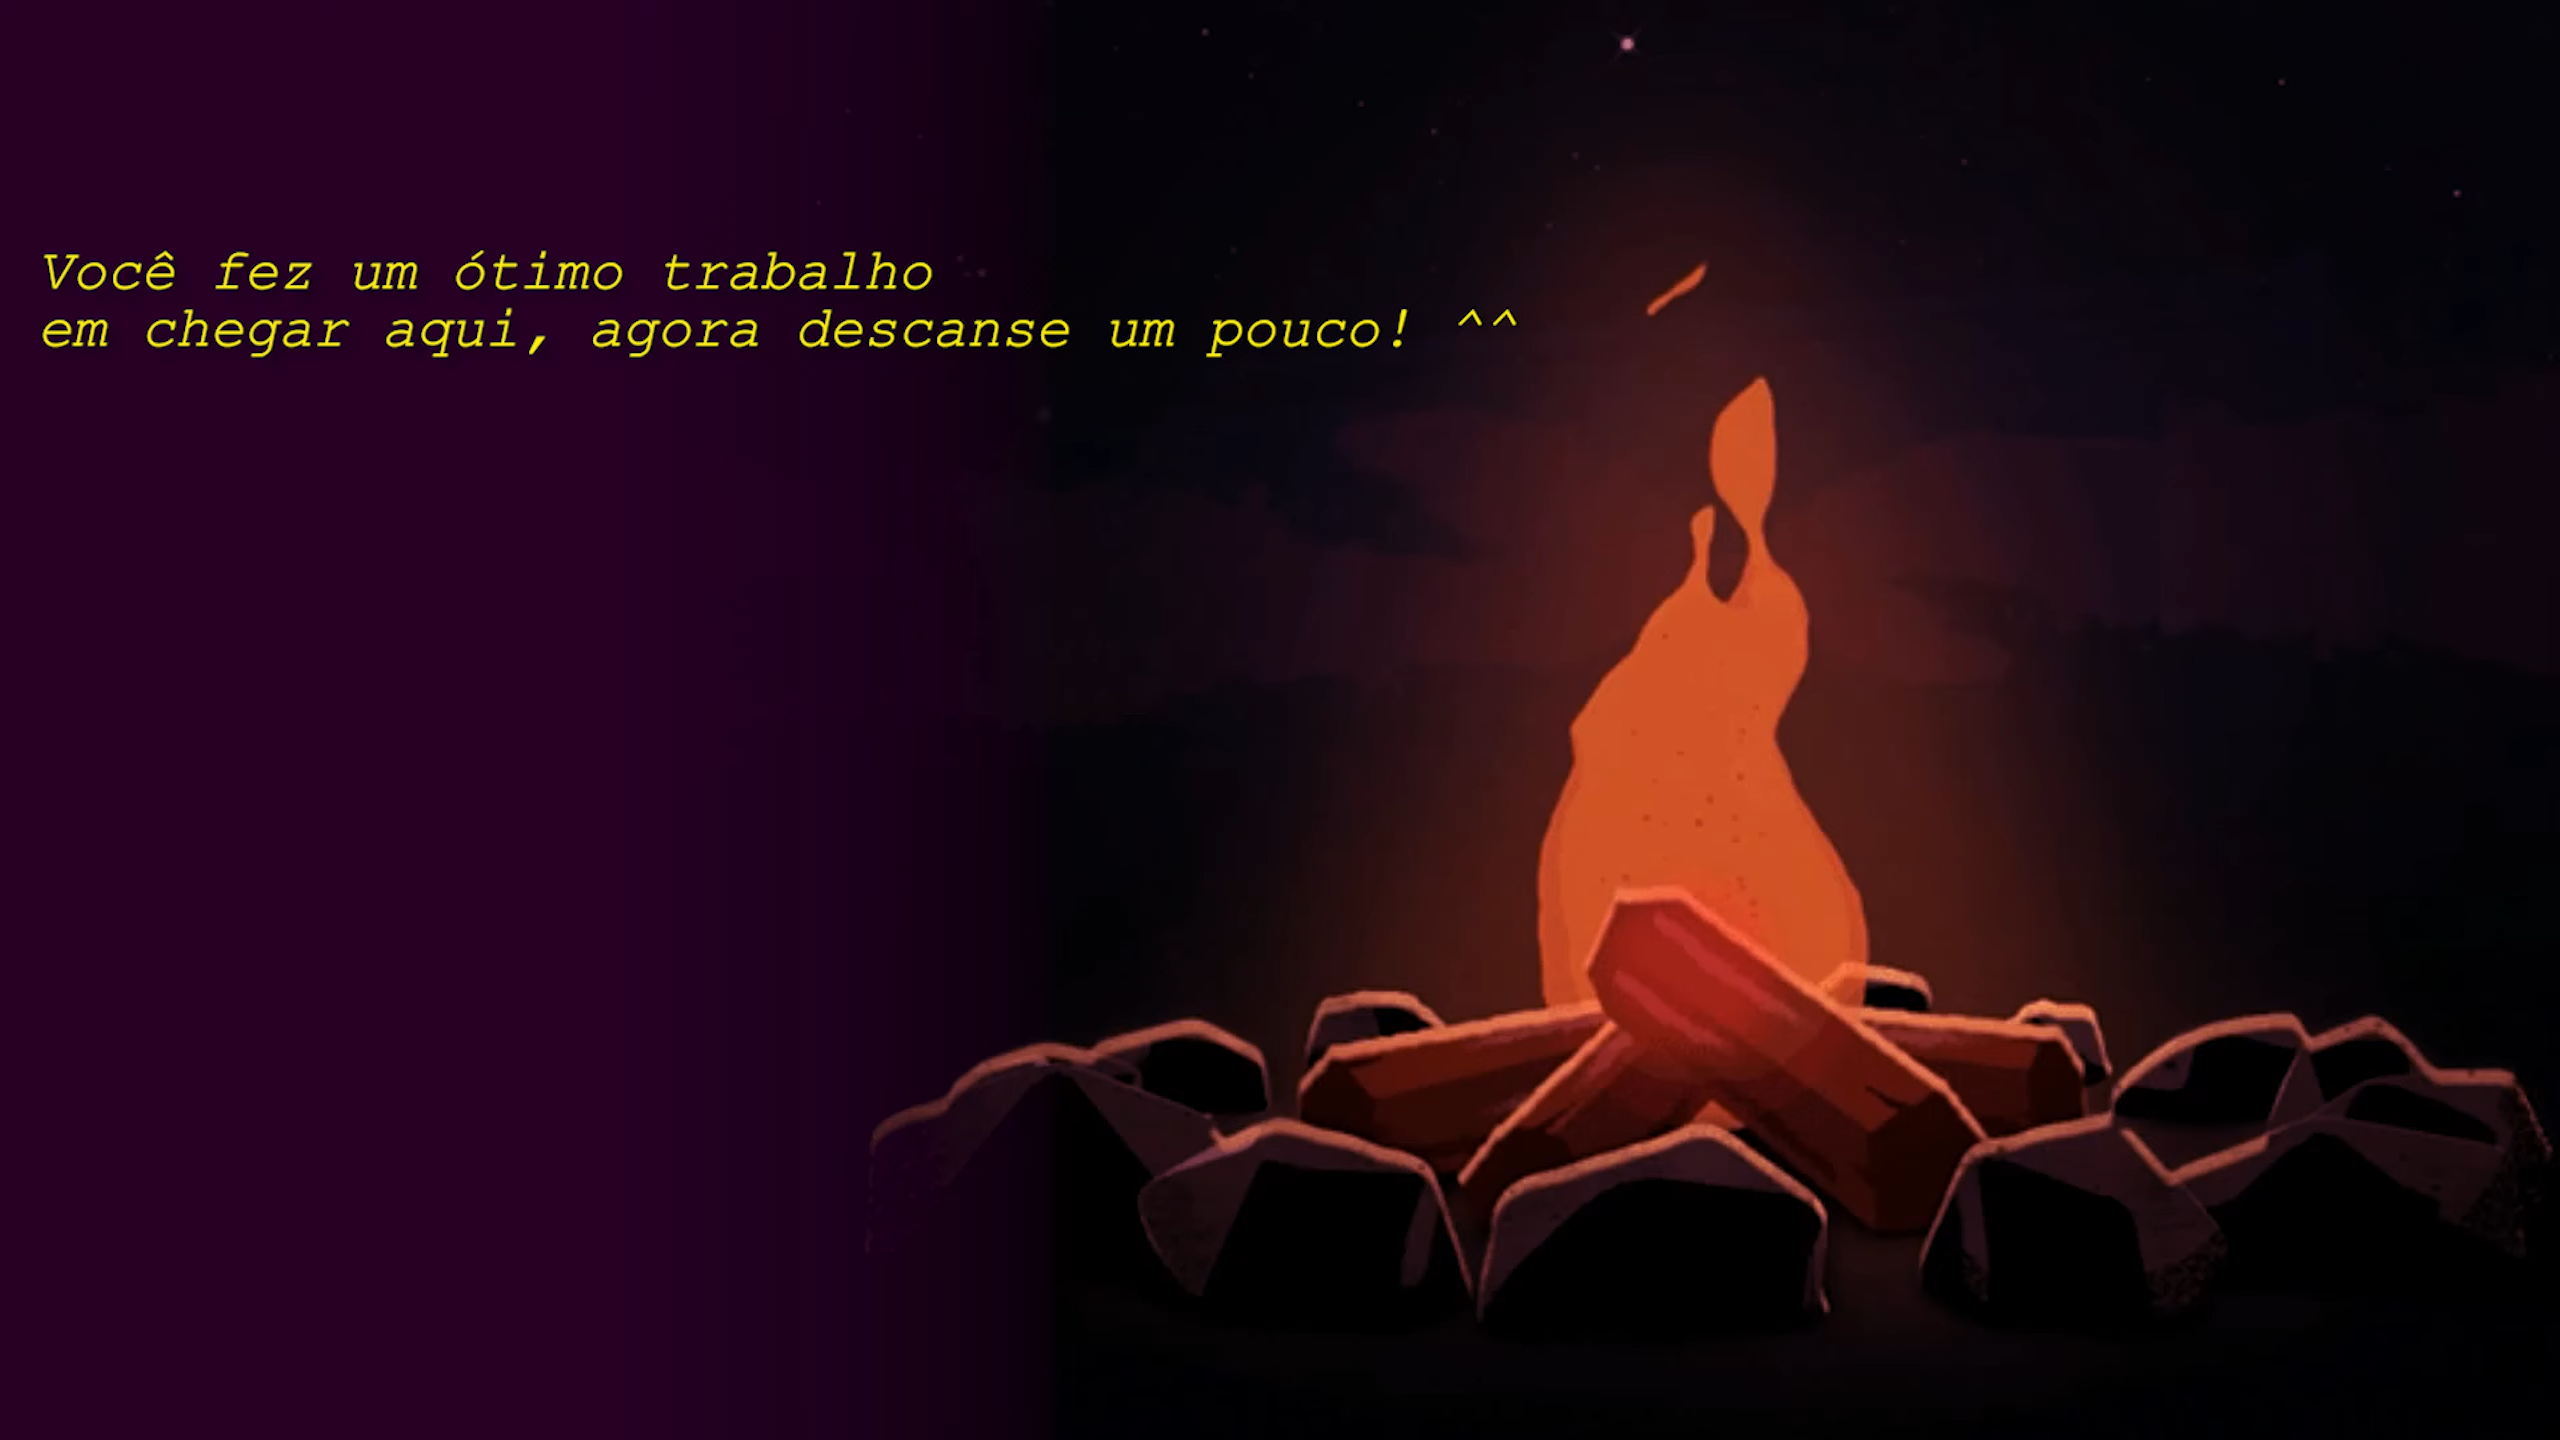 Você fez um ótimo trabalho
em chegar aqui, agora descanse um pouco! ^^